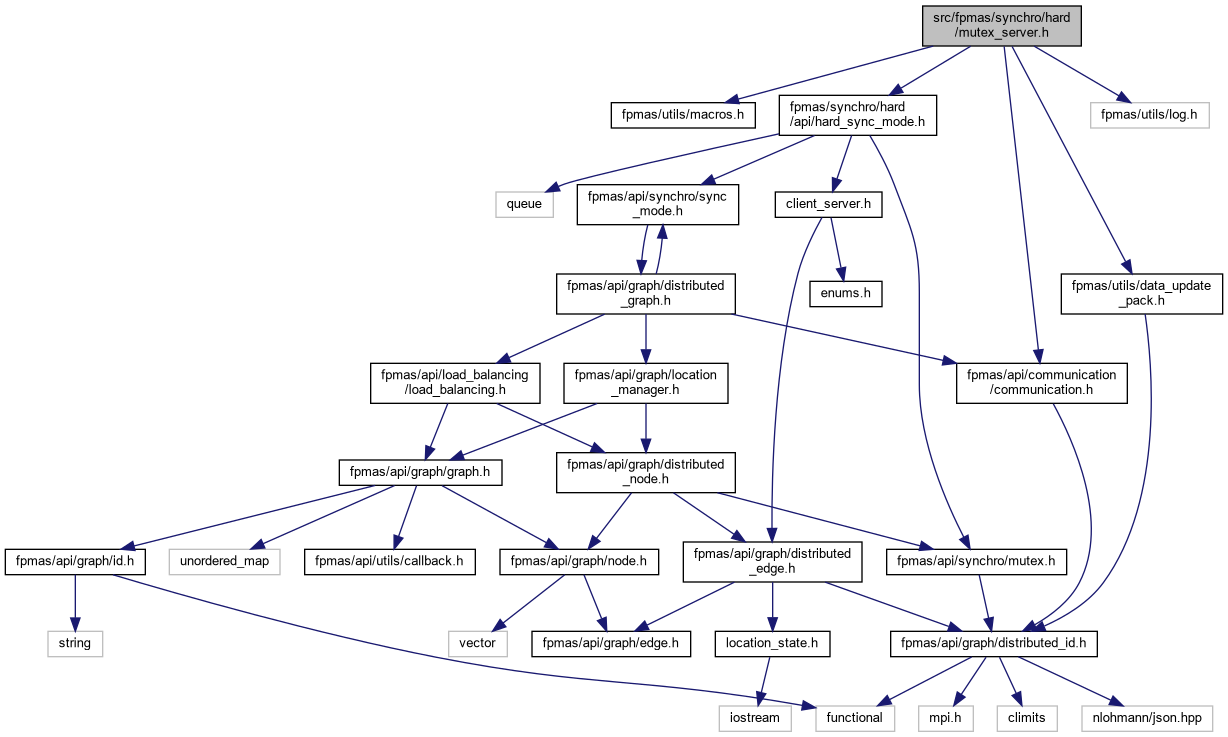 src/fpmas/synchro/hard
/mutex_server.h
fpmas/utils/macros.h
fpmas/synchro/hard
/api/hard_sync_mode.h
fpmas/utils/log.h
queue
fpmas/api/synchro/sync
_mode.h
client_server.h
fpmas/api/graph/distributed
_graph.h
enums.h
fpmas/utils/data_update
_pack.h
fpmas/api/load_balancing
/load_balancing.h
fpmas/api/graph/location
_manager.h
fpmas/api/communication
/communication.h
fpmas/api/graph/graph.h
fpmas/api/graph/distributed
_node.h
fpmas/api/graph/id.h
unordered_map
fpmas/api/utils/callback.h
fpmas/api/graph/node.h
fpmas/api/graph/distributed
_edge.h
fpmas/api/synchro/mutex.h
string
vector
fpmas/api/graph/edge.h
location_state.h
fpmas/api/graph/distributed_id.h
iostream
functional
mpi.h
climits
nlohmann/json.hpp